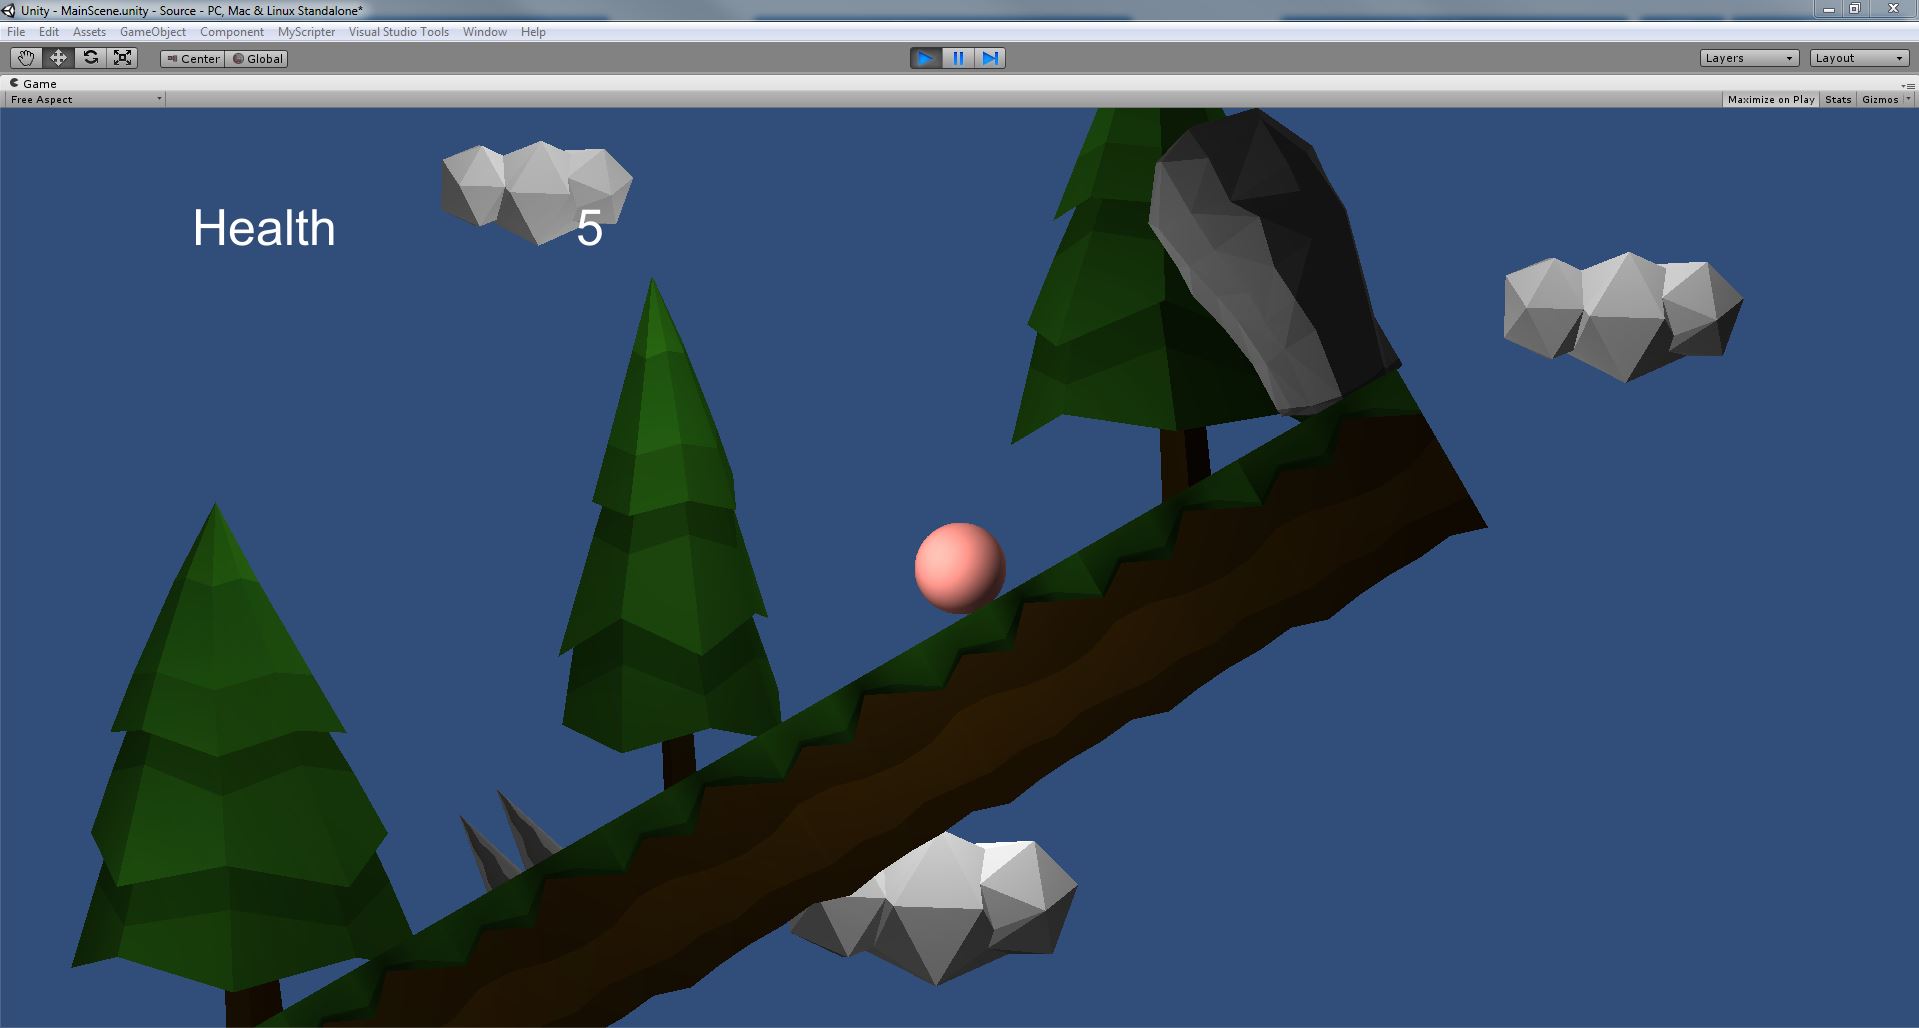 Unity - MainScene.unity - Source - PC, Mac & Linux Standalone*
File Edit Assets GameObject Component MyScripter Visual Studio Tools Window Help
Center Global Layers Layout
Game
Free Aspect Maximize on Play Stats Gizmos
Health 5